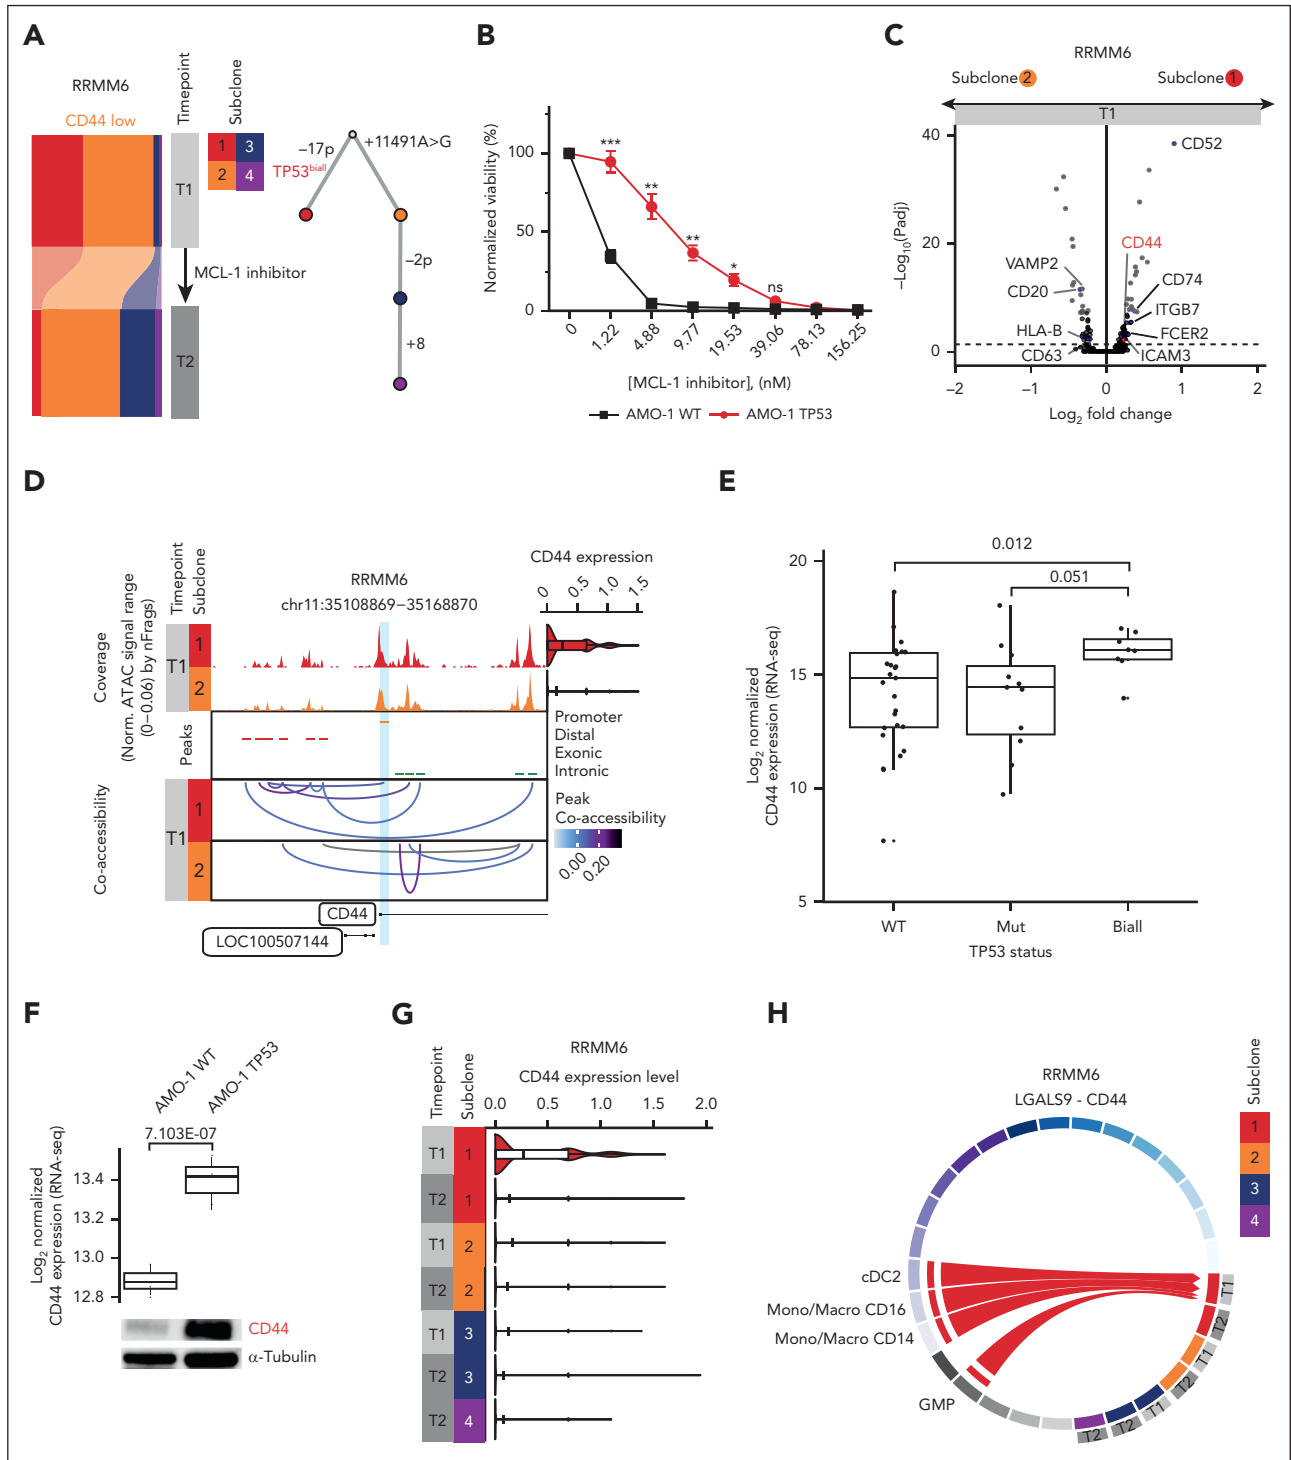 A
RRMM6
CD44 low
Timepoint
Subclone
T1
T2
1
3
2
4
MCL-1 inhibitor
–17p
+11491A>G
TP53biall
–2p
+8
B
Normalized viability (%)
100
50
0
***
**
**
*
ns
0
1.22
4.88
9.77
19.53
39.06
78.13
156.25
[MCL-1 inhibitor], (nM)
AMO-1 WT
AMO-1 TP53
C
RRMM6
Subclone 2
Subclone 1
T1
–Log10(Padj)
40
20
0
CD52
CD44
VAMP2
CD20
CD74
ITGB7
HLA-B
FCER2
CD63
ICAM3
–2
–1
0
1
2
Log2 fold change
D
Timepoint
Subclone
RRMM6
chr11:35108869–35168870
CD44 expression
0
0.5
1.0
1.5
Coverage
(Norm. ATAC signal range
(0–0.06) by nFrags)
T1
1
2
Peaks
Promoter
Distal
Exonic
Intronic
Co-accessibility
T1
1
2
Peak
Co-accessibility
0.00
0.20
CD44
LOC100507144
E
Log2 normalized
CD44 expression (RNA-seq)
20
15
10
5
0.012
0.051
WT
Mut
Biall
TP53 status
F
AMO-1 WT
AMO-1 TP53
7.103E-07
Log2 normalized
CD44 expression (RNA-seq)
13.4
13.2
13.0
12.8
CD44
α-Tubulin
G
RRMM6
CD44 expression level
Timepoint
Subclone
0.0
0.5
1.0
1.5
2.0
T1
1
T2
1
T1
2
T2
2
T1
3
T2
3
T2
4
H
RRMM6
LGALS9 - CD44
Subclone
1
2
3
4
cDC2
Mono/Macro CD16
Mono/Macro CD14
GMP
T1
T2
T1
T2
T1
T2
T2